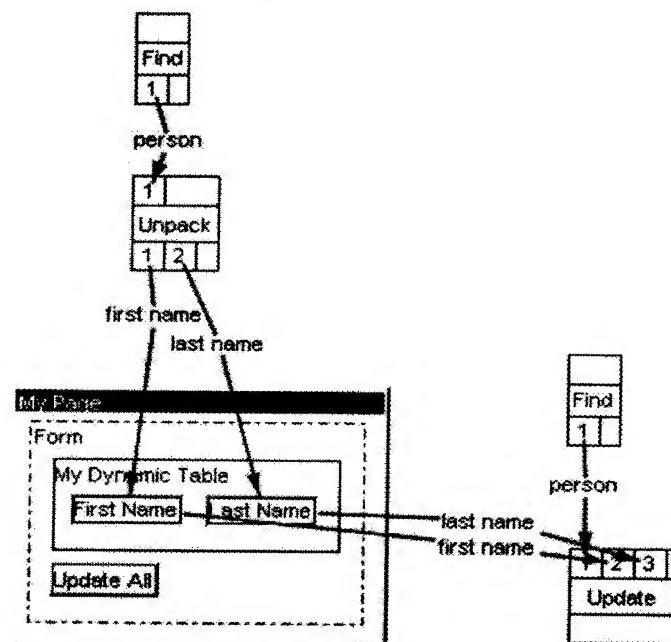 Find
1
person
1
Unpack
1 2
first name
last name
My Page
Form
My Dynamic Table
First Name Last Name
Update All
Find
1
person
last name
first name
1 2 3
Update